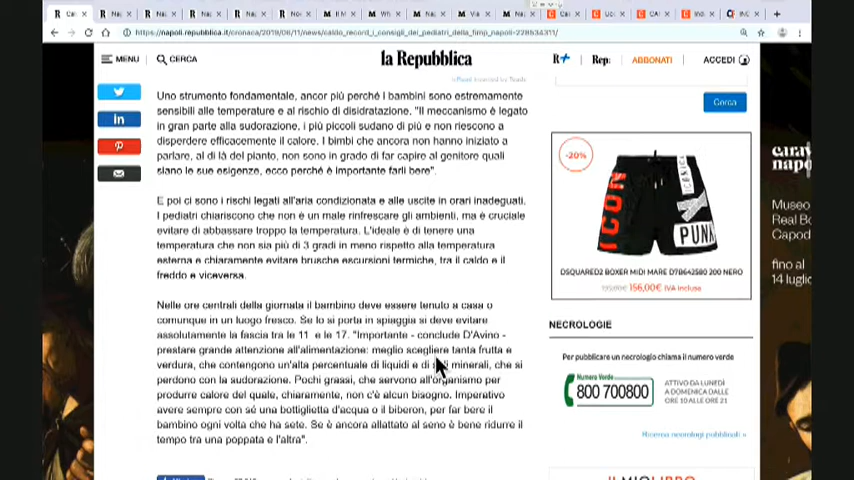 https://napoli.repubblica.it/cronaca/2019/06/11/news/caldo_record_i_consigli_dei_pediatri_della_fimp_napoli-228534311/
MENU
CERCA
la Repubblica
R+
Rep:
ABBONATI
ACCEDI
Uno strumento fondamentale, ancor più perché I bambini sono estremamente
sensibili alle temperature e al rischio di disidratazione. "Il meccanismo è legato
in gran parte alla sudorazione, i più piccoli sudano di più e non riescono a
disperdere efficacemente il calore. I bimbi che ancora non hanno iniziato a
parlare, al di là del pianto, non sono in grado di far capire al genitore quali
siano le sue esigenze, ecco perché è importante farli bere".
E poi ci sono i rischi legati all'aria condizionata e alle uscite in orari inadeguati.
I pediatri chiariscono che non è un male rinfrescare gli ambienti, ma è cruciale
evitare di abbassare troppo la temperatura. L'ideale è di tenere una
temperatura che non sia più di 3 gradi in meno rispetto alla temperatura
esterna e chiaramente evitare brusche escursioni termiche, tra il caldo e il
freddo e viceversa.
Nelle ore centrali della giornata il bambino deve essere tenuto a casa o
comunque in un luogo fresco. Se lo si porta in spiaggia si deve evitare
assolutamente la fascia tra le 11 e le 17. "Importante - conclude D'Avino -
prestare grande attenzione all'alimentazione: meglio scegliere tanta frutta e
verdura, che contengono un'alta percentuale di liquidi e di sali minerali, che si
perdono con la sudorazione. Pochi grassi, che servono all'organismo per
produrre calore del quale, chiaramente, non c'è alcun bisogno. Imperativo
avere sempre con sé una bottiglietta d'acqua o il biberon, per far bere il
bambino ogni volta che ha sete. Se è ancora allattato al seno è bene ridurre il
tempo tra una poppata e l'altra".
Cerca
-20%
ICON
PUNK
DSQUARED2 BOXER MIDI MARE D7B642580 200 NERO
156,00€ IVA inclusa
NECROLOGIE
Per pubblicare un necrologio chiama il numero verde
Numero Verde
800 700800
ATTIVO DA LUNEDÌ
A DOMENICA DALLE
ORE 10 ALLE ORE 21
Ricerca necrologi pubblicati »
ILMIOLIBRO
cara
napo
Museo
Real Bo
Capod
fino al
14 luglio